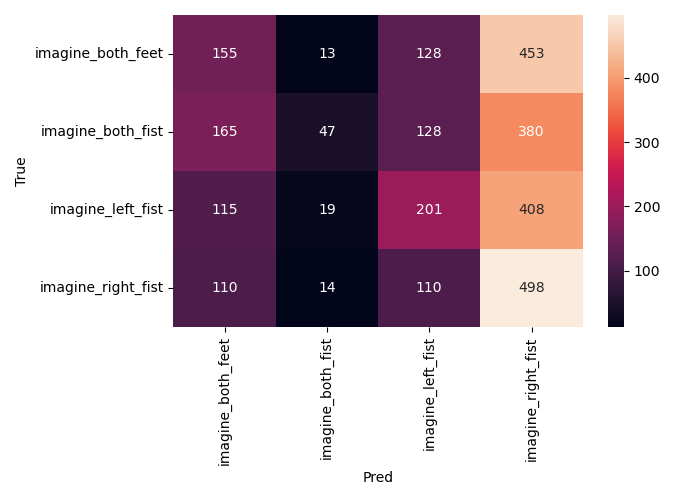 imagine_both_feet 155 13 128 453
imagine_both_fist 165 47 128 380
imagine_left_fist 115 19 201 408
imagine_right_fist 110 14 110 498
True
imagine_both_feet
imagine_both_fist
imagine_left_fist
imagine_right_fist
Pred
400
300
200
100